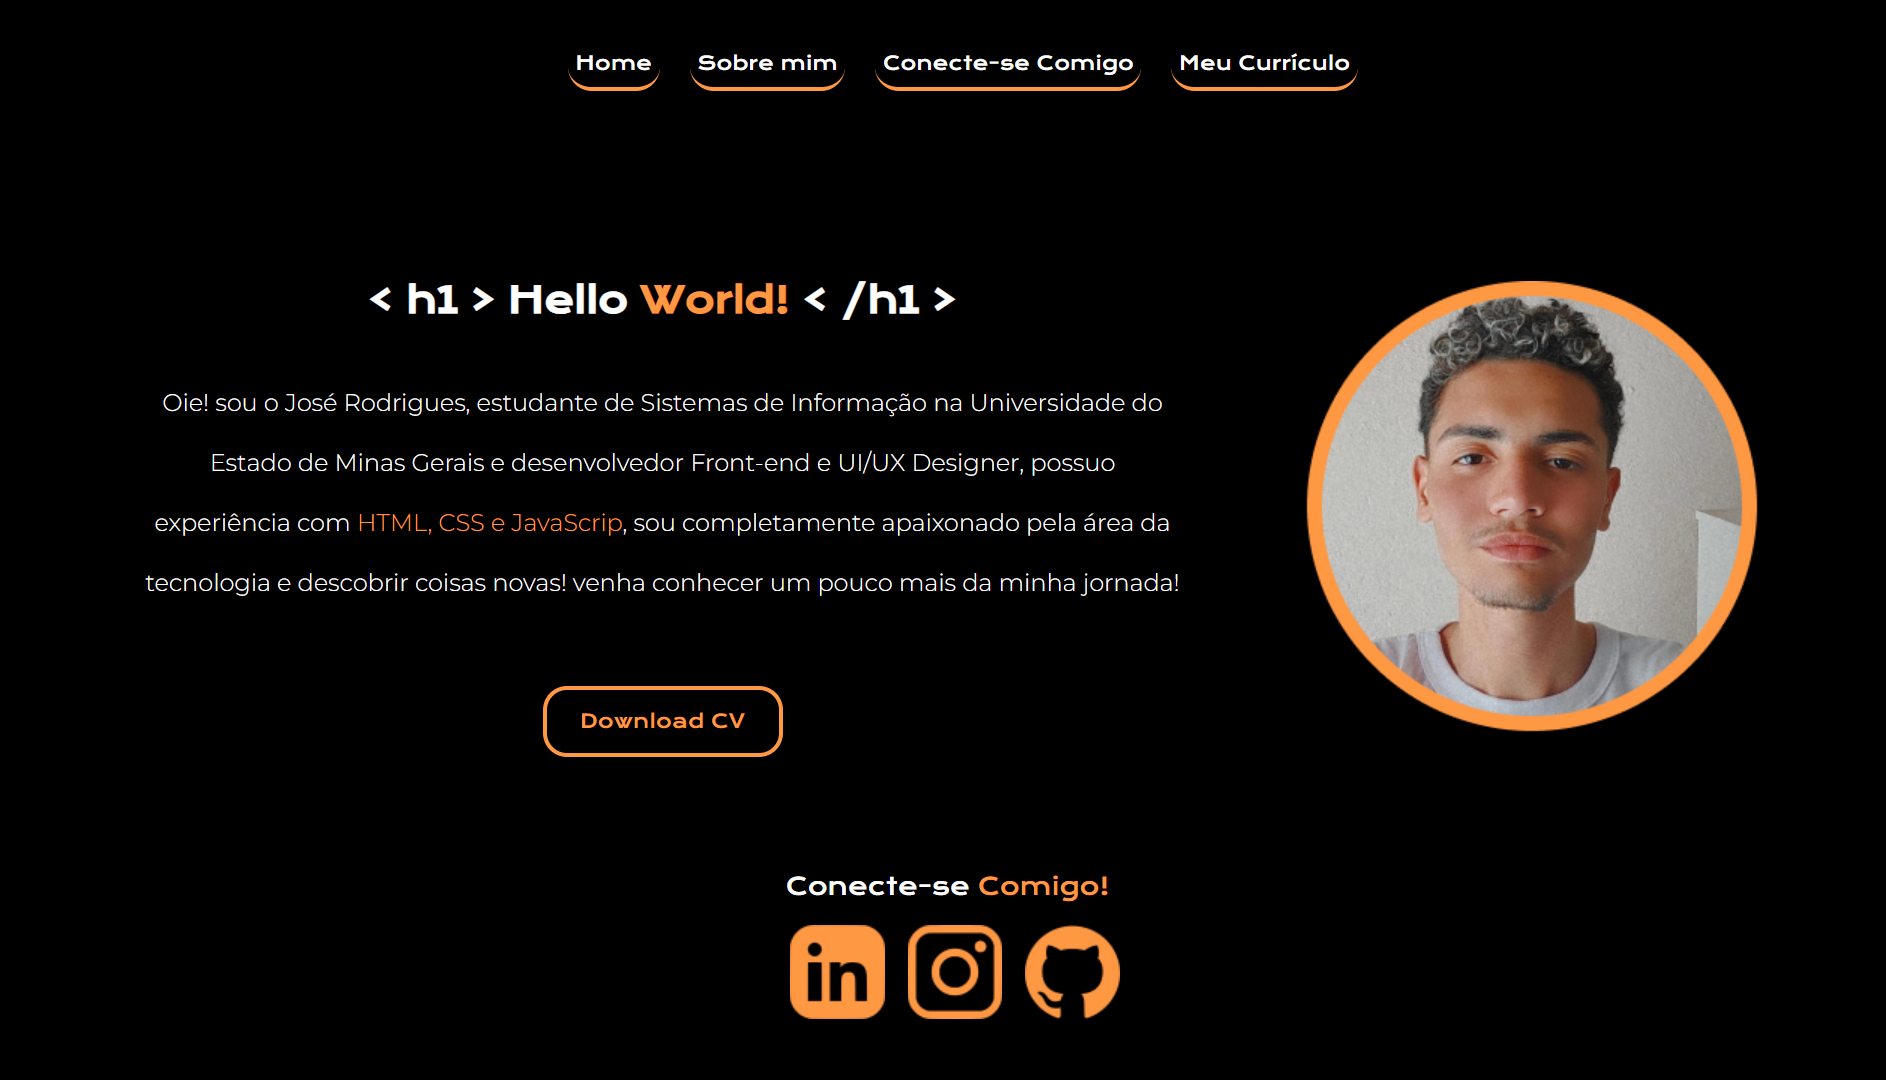 Home Sobre mim Conecte-se Comigo Meu Currículo
< h1 > Hello World! < /h1 >
Oie! sou o José Rodrigues, estudante de Sistemas de Informação na Universidade do
Estado de Minas Gerais e desenvolvedor Front-end e UI/UX Designer, possuo
experiência com HTML, CSS e JavaScrip, sou completamente apaixonado pela área da
tecnologia e descobrir coisas novas! venha conhecer um pouco mais da minha jornada!
Download CV
Conecte-se Comigo!
in